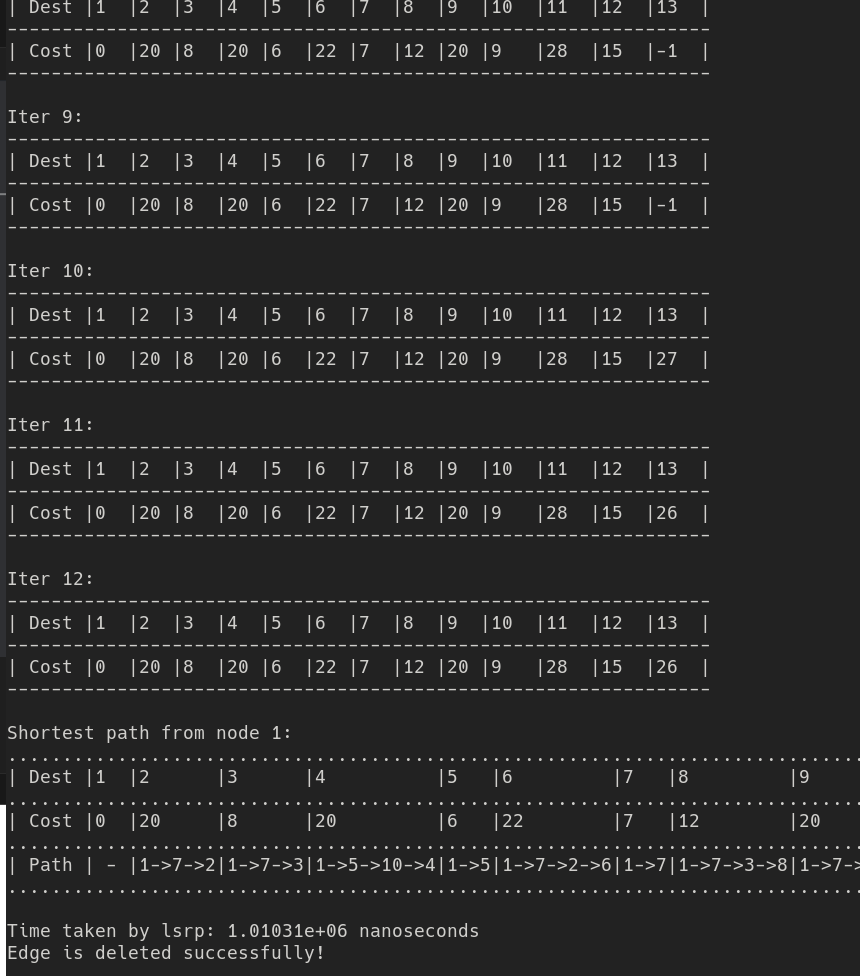 | Dest |1  |2  |3  |4  |5  |6  |7  |8  |9  |10  |11  |12  |13  |
----------------------------------------------------------------
| Cost |0  |20 |8  |20 |6  |22 |7  |12 |20 |9   |28  |15  |-1  |
----------------------------------------------------------------
Iter 9:
----------------------------------------------------------------
| Dest |1  |2  |3  |4  |5  |6  |7  |8  |9  |10  |11  |12  |13  |
----------------------------------------------------------------
| Cost |0  |20 |8  |20 |6  |22 |7  |12 |20 |9   |28  |15  |-1  |
----------------------------------------------------------------
Iter 10:
----------------------------------------------------------------
| Dest |1  |2  |3  |4  |5  |6  |7  |8  |9  |10  |11  |12  |13  |
----------------------------------------------------------------
| Cost |0  |20 |8  |20 |6  |22 |7  |12 |20 |9   |28  |15  |27  |
----------------------------------------------------------------
Iter 11:
----------------------------------------------------------------
| Dest |1  |2  |3  |4  |5  |6  |7  |8  |9  |10  |11  |12  |13  |
----------------------------------------------------------------
| Cost |0  |20 |8  |20 |6  |22 |7  |12 |20 |9   |28  |15  |26  |
----------------------------------------------------------------
Iter 12:
----------------------------------------------------------------
| Dest |1  |2  |3  |4  |5  |6  |7  |8  |9  |10  |11  |12  |13  |
----------------------------------------------------------------
| Cost |0  |20 |8  |20 |6  |22 |7  |12 |20 |9   |28  |15  |26  |
----------------------------------------------------------------
Shortest path from node 1:
..............................................................................
| Dest |1  |2      |3      |4          |5   |6         |7   |8         |9
..............................................................................
| Cost |0  |20     |8      |20         |6   |22        |7   |12        |20
..............................................................................
| Path | - |1->7->2|1->7->3|1->5->10->4|1->5|1->7->2->6|1->7|1->7->3->8|1->7->
..............................................................................
Time taken by lsrp: 1.01031e+06 nanoseconds
Edge is deleted successfully!